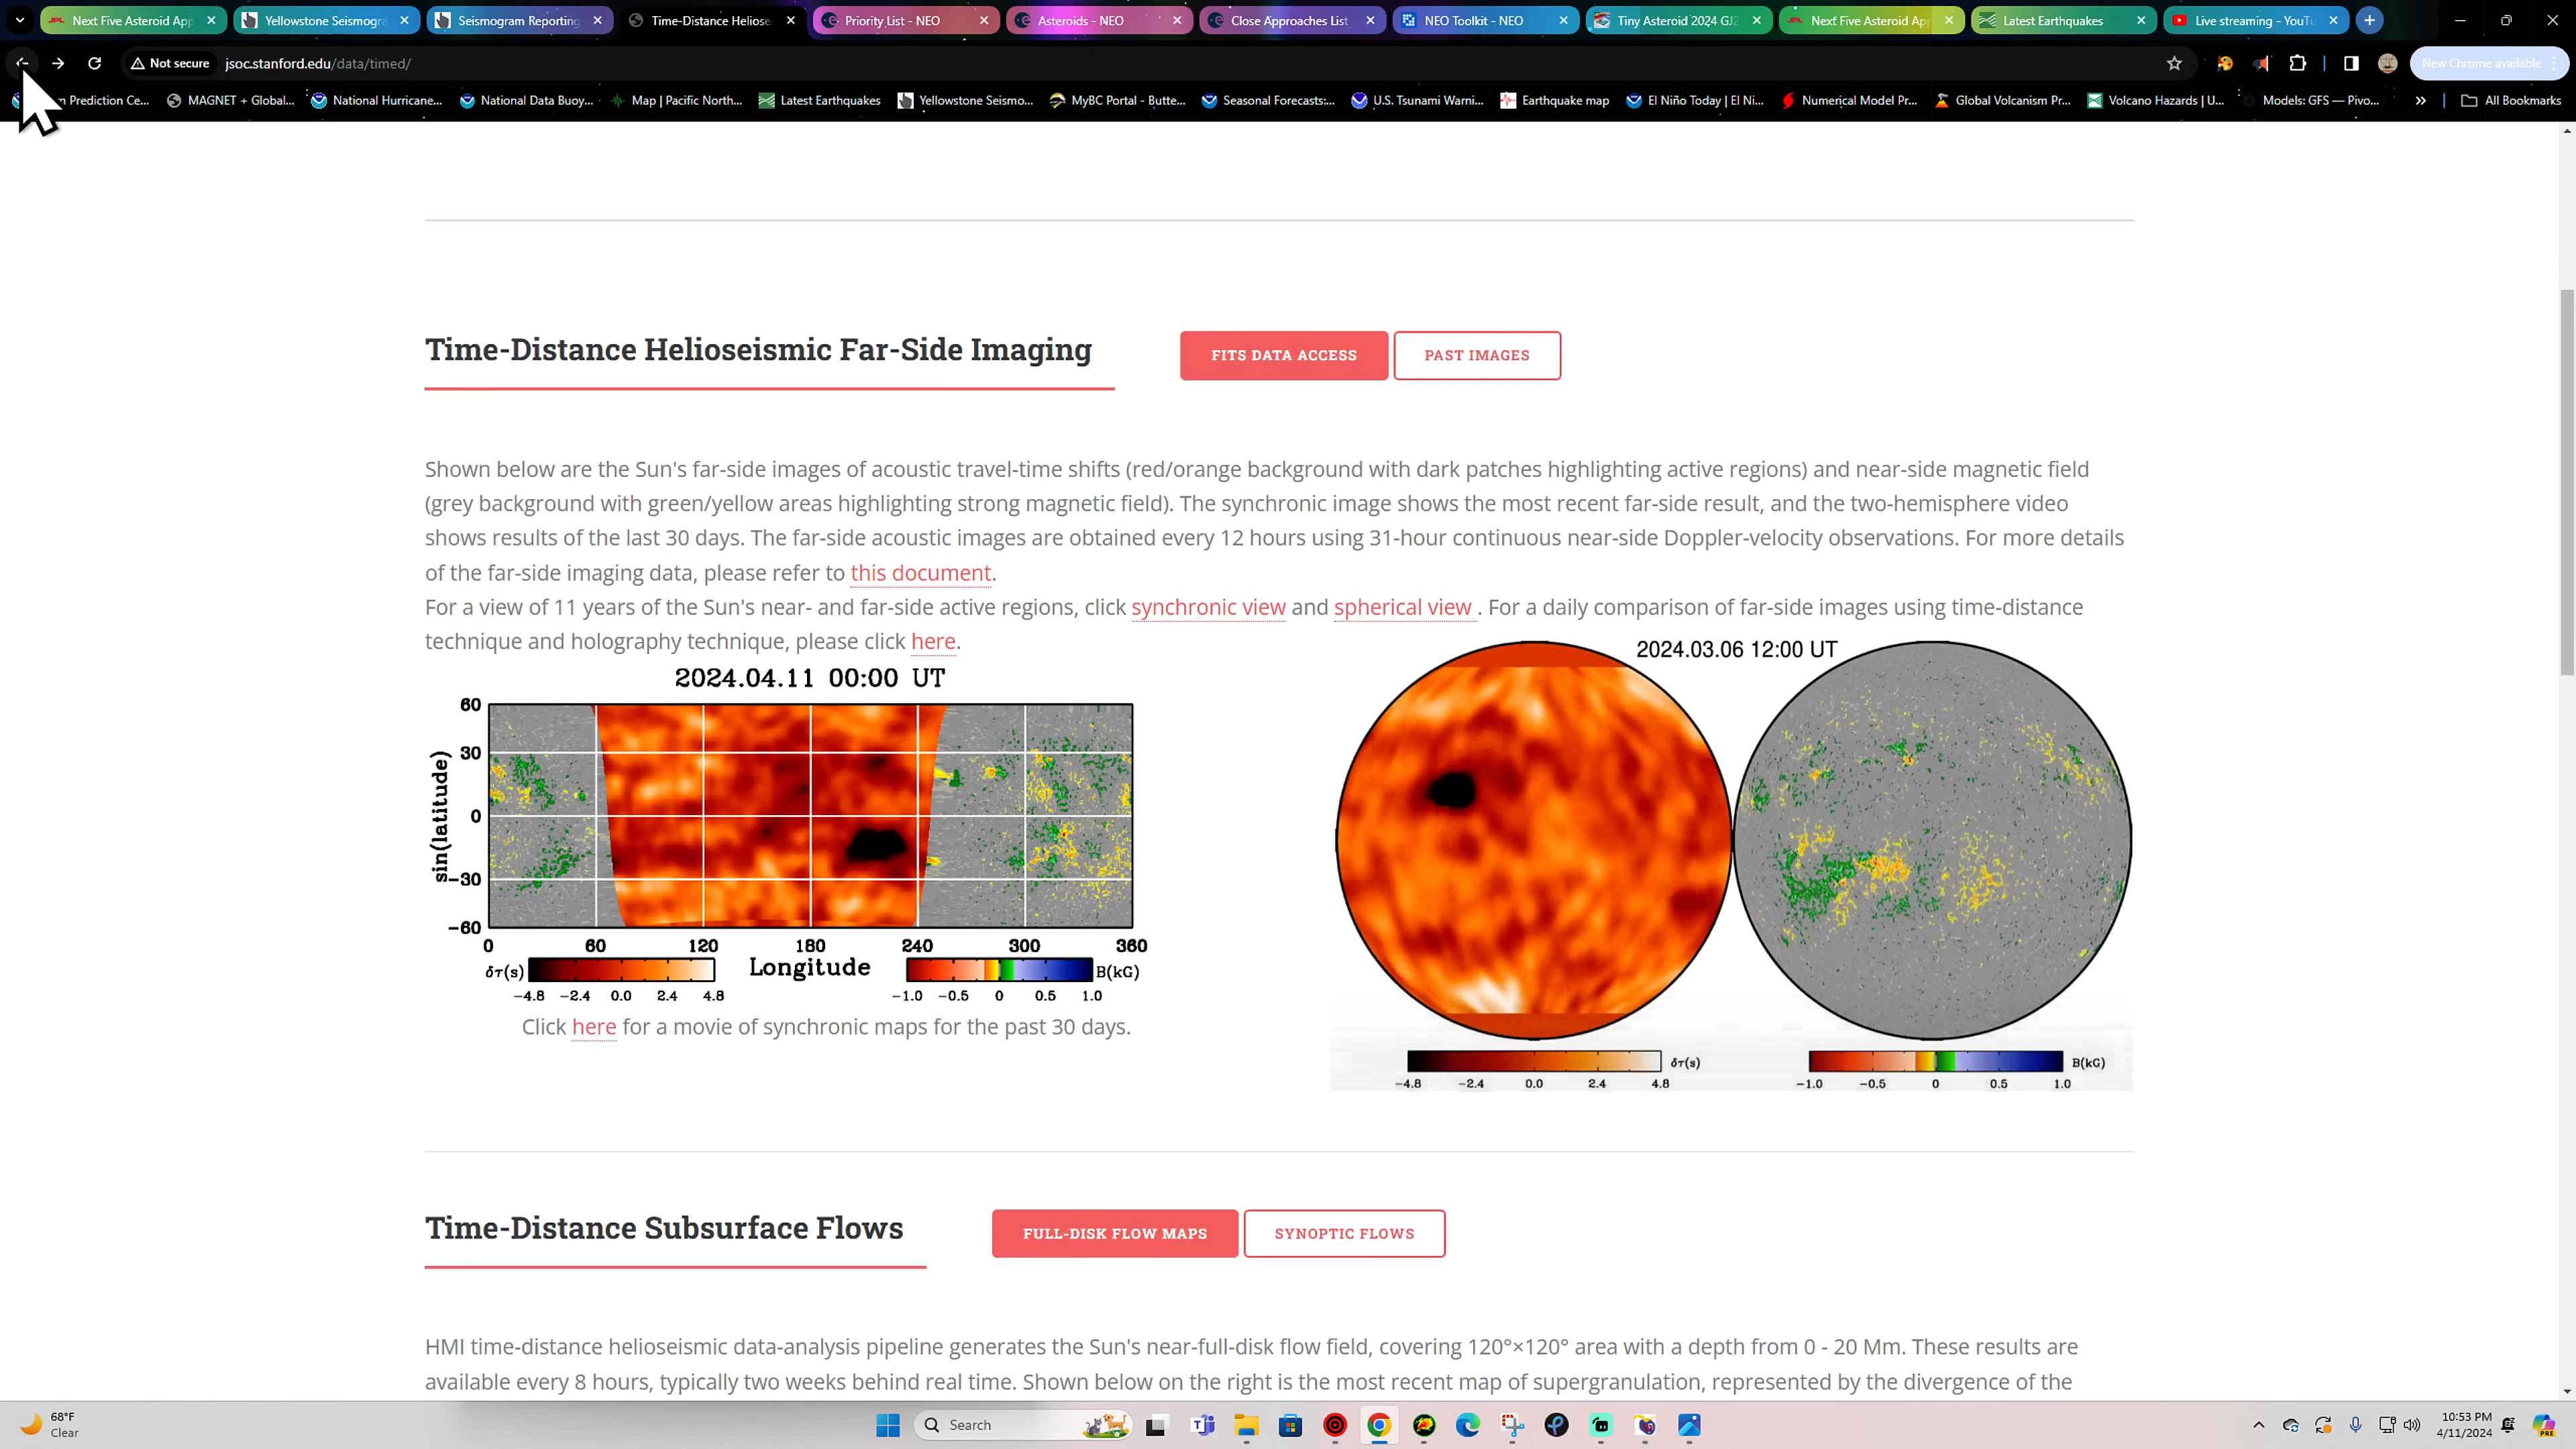 Next Five Asteroid App
Yellowstone Seismogra
Seismogram Reporting
Time-Distance Heliose
Priority List - NEO
Asteroids - NEO
Close Approaches List
NEO Toolkit - NEO
Tiny Asteroid 2024 GJ2
Next Five Asteroid App
Latest Earthquakes
Live streaming - YouTu
Not secure
jsoc.stanford.edu/data/timed/
New Chrome available
m Prediction Ce...
MAGNET + Global...
National Hurricane...
National Data Buoy...
Map | Pacific North...
Latest Earthquakes
Yellowstone Seismo...
MyBC Portal - Butte...
Seasonal Forecasts:...
U.S. Tsunami Warni...
Earthquake map
El Niño Today | El Ni...
Numerical Model Pr...
Global Volcanism Pr...
Volcano Hazards | U...
Models: GFS — Pivo...
All Bookmarks
Time-Distance Helioseismic Far-Side Imaging
FITS DATA ACCESS
PAST IMAGES
Shown below are the Sun's far-side images of acoustic travel-time shifts (red/orange background with dark patches highlighting active regions) and near-side magnetic field
(grey background with green/yellow areas highlighting strong magnetic field). The synchronic image shows the most recent far-side result, and the two-hemisphere video
shows results of the last 30 days. The far-side acoustic images are obtained every 12 hours using 31-hour continuous near-side Doppler-velocity observations. For more details
of the far-side imaging data, please refer to this document.
For a view of 11 years of the Sun's near- and far-side active regions, click synchronic view and spherical view . For a daily comparison of far-side images using time-distance
technique and holography technique, please click here.
2024.04.11 00:00 UT
60
30
0
-30
-60
sin(latitude)
0 60 120 180 240 300 360
Longitude
δτ(s)
-4.8 -2.4 0.0 2.4 4.8
B(kG)
-1.0 -0.5 0 0.5 1.0
Click here for a movie of synchronic maps for the past 30 days.
2024.03.06 12:00 UT
δτ(s)
-4.8 -2.4 0.0 2.4 4.8
B(kG)
-1.0 -0.5 0 0.5 1.0
Time-Distance Subsurface Flows
FULL-DISK FLOW MAPS
SYNOPTIC FLOWS
HMI time-distance helioseismic data-analysis pipeline generates the Sun's near-full-disk flow field, covering 120°×120° area with a depth from 0 - 20 Mm. These results are
available every 8 hours, typically two weeks behind real time. Shown below on the right is the most recent map of supergranulation, represented by the divergence of the
68°F
Clear
Search
10:53 PM
4/11/2024
PRE